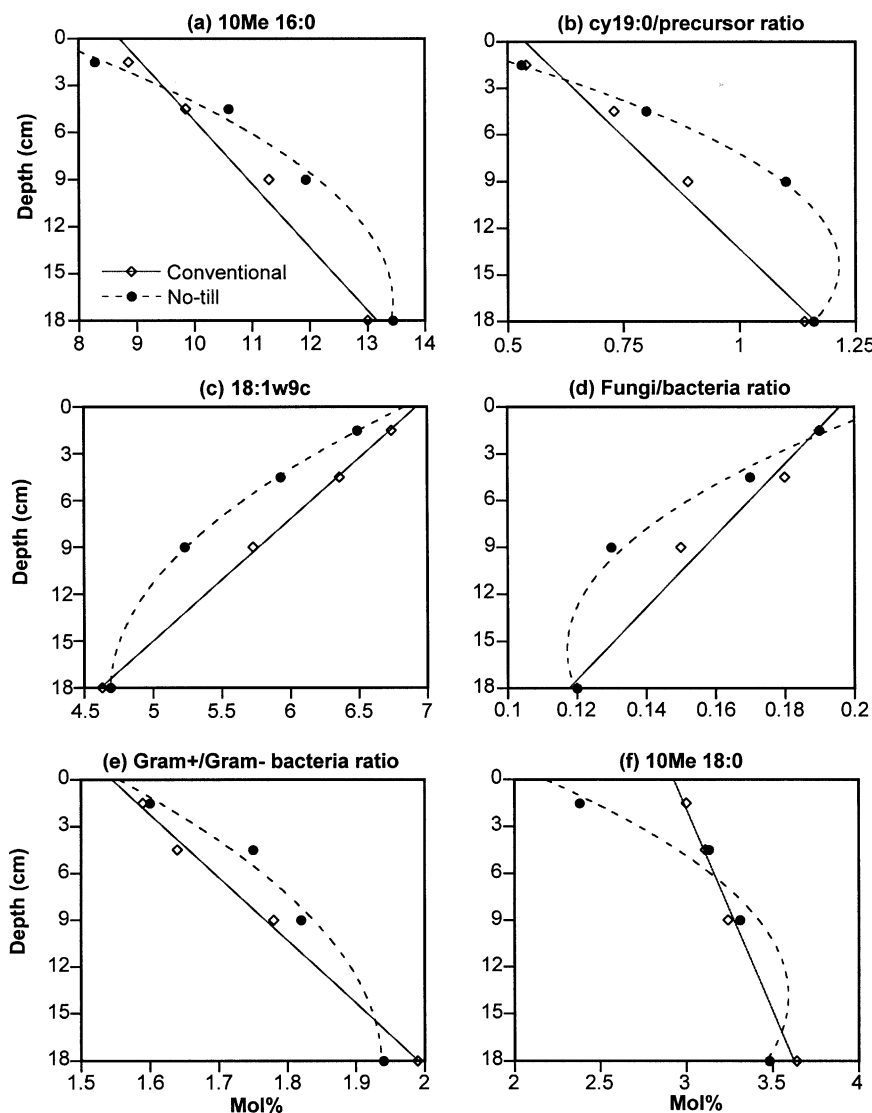 (a) 10Me 16:0
(b) cy19:0/precursor ratio
Depth (cm)
0
3
6
9
12
15
18
8 9 10 11 12 13 14
Conventional
No-till
0
3
6
9
12
15
18
0.5 0.75 1 1.25
(c) 18:1w9c
(d) Fungi/bacteria ratio
Depth (cm)
0
3
6
9
12
15
18
4.5 5 5.5 6 6.5 7
0
3
6
9
12
15
18
0.1 0.12 0.14 0.16 0.18 0.2
(e) Gram+/Gram- bacteria ratio
(f) 10Me 18:0
Depth (cm)
0
3
6
9
12
15
18
1.5 1.6 1.7 1.8 1.9 2
Mol%
0
3
6
9
12
15
18
2 2.5 3 3.5 4
Mol%